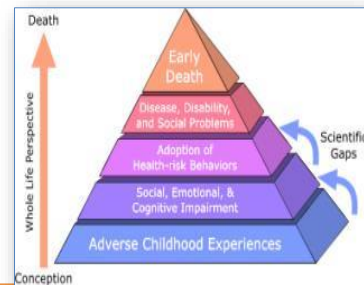 Death
Early
Death
Disease, Disability,
and Social Problems
Scientific
Gaps
Adoption of
Health-risk Behaviors
Social, Emotional, &
Cognitive Impairment
Adverse Childhood Experiences
Whole Life Perspective
Conception